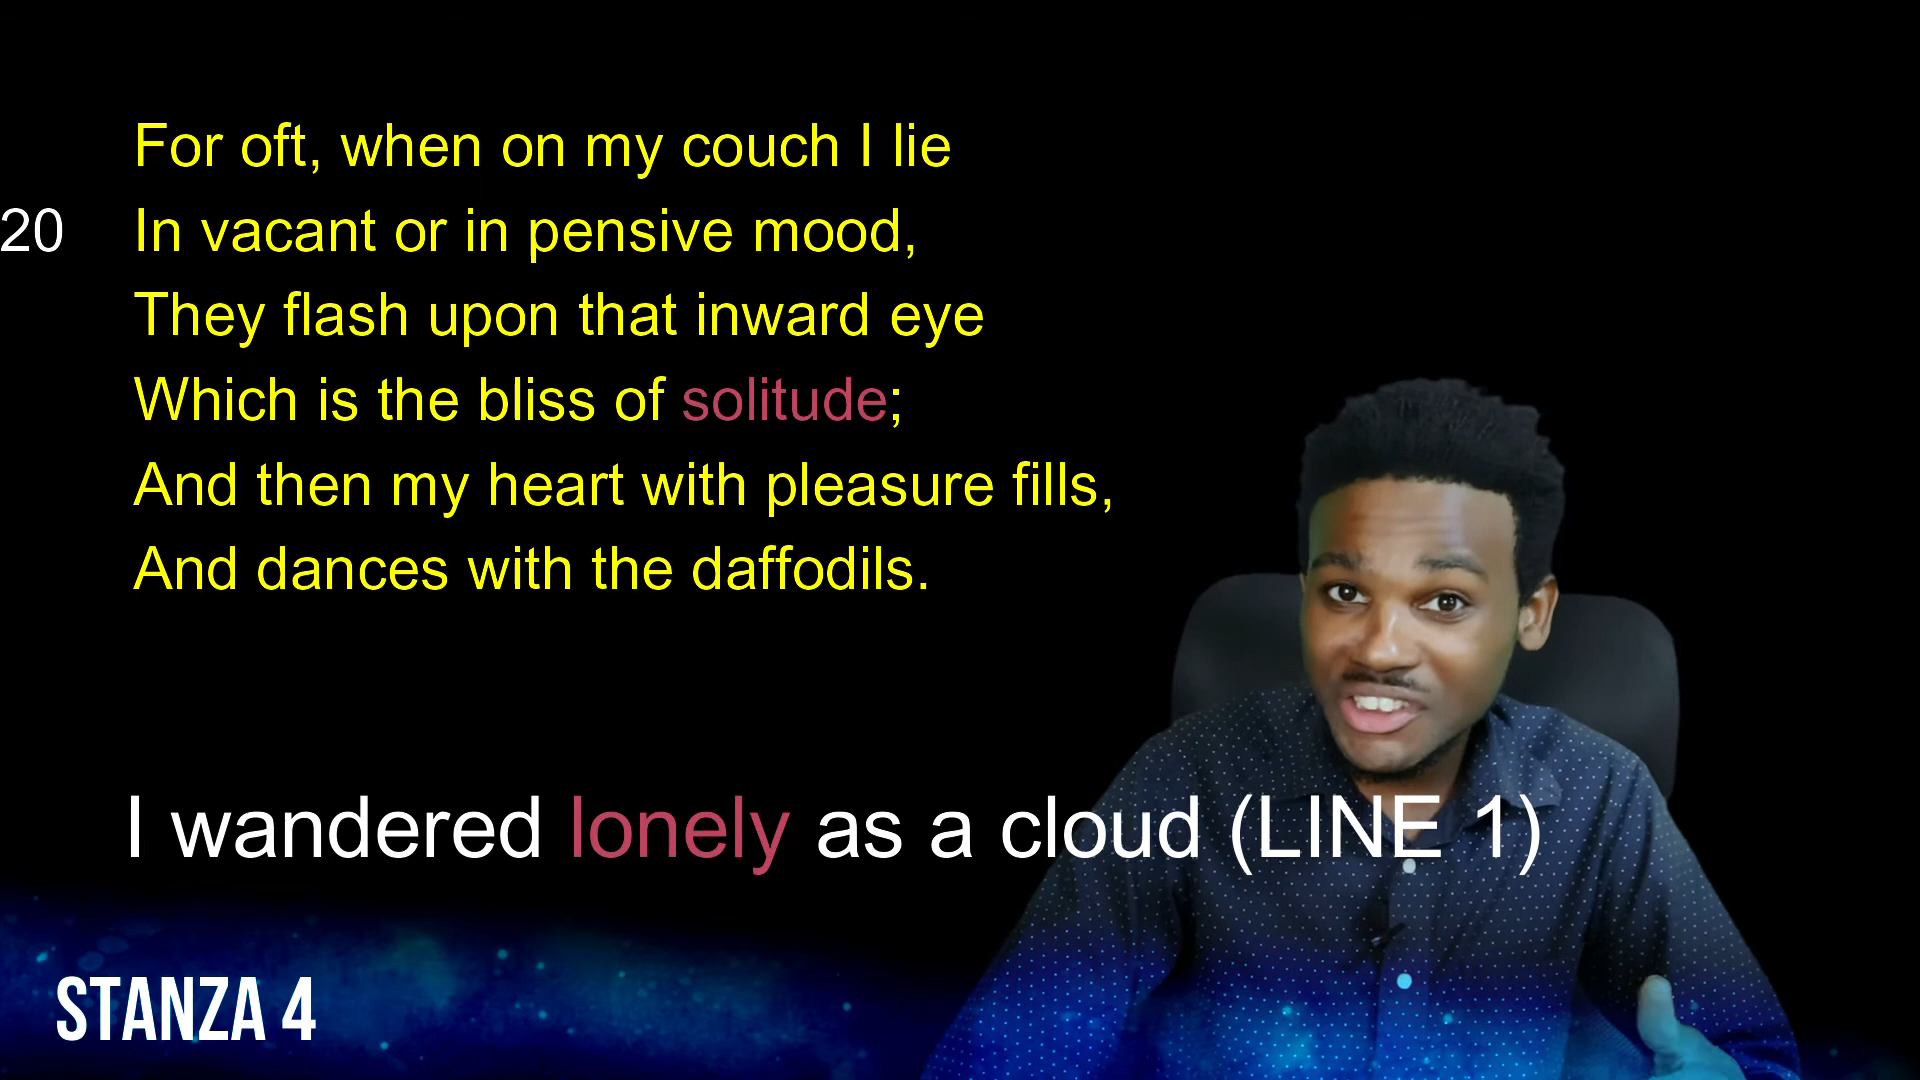 For oft, when on my couch I lie
20 In vacant or in pensive mood,
They flash upon that inward eye
Which is the bliss of solitude;
And then my heart with pleasure fills,
And dances with the daffodils.
I wandered lonely as a cloud (LINE 1)
STANZA 4